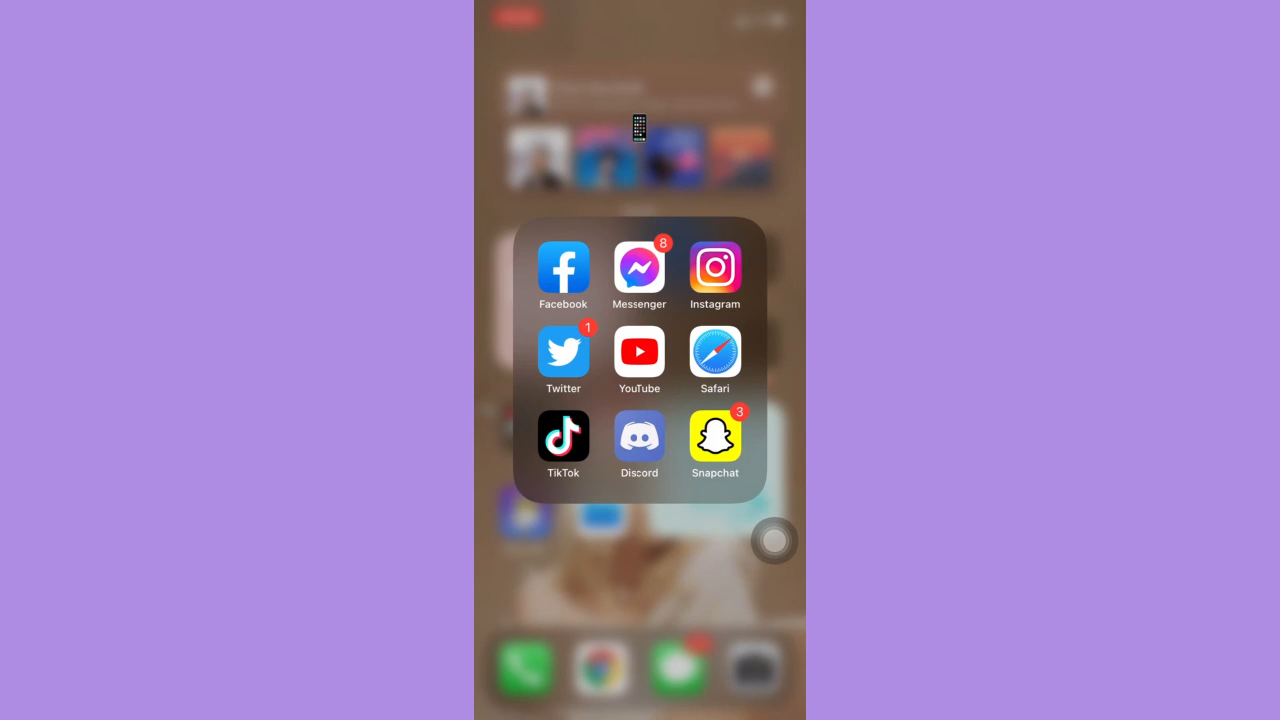 8
Facebook Messenger Instagram
1
Twitter YouTube Safari
3
TikTok Discord Snapchat